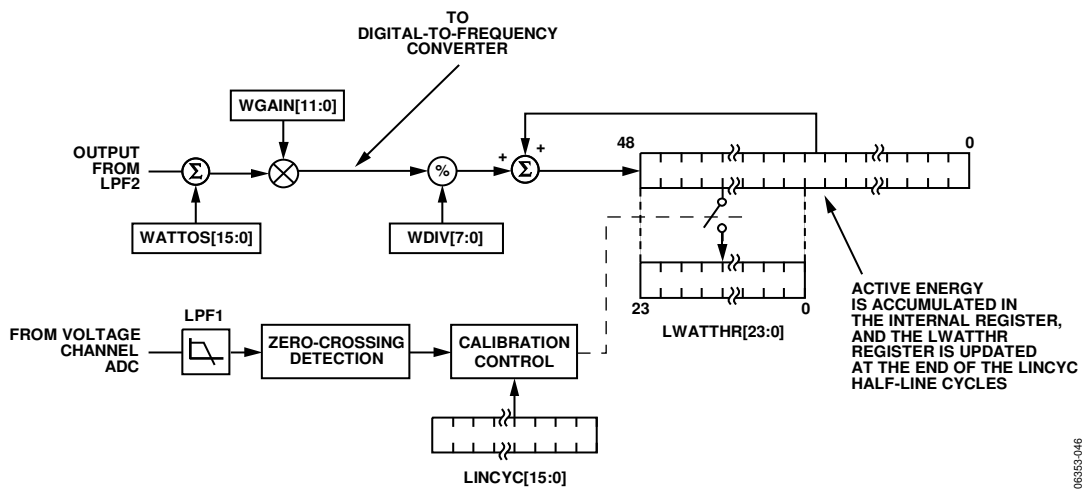 TO
DIGITAL-TO-FREQUENCY
CONVERTER
WGAIN[11:0]
OUTPUT
FROM
LPF2
Σ
%
+
+
Σ
48
0
WATTOS[15:0]
WDIV[7:0]
23
0
LWATTHR[23:0]
ACTIVE ENERGY
IS ACCUMULATED IN
THE INTERNAL REGISTER,
AND THE LWATTHR
REGISTER IS UPDATED
AT THE END OF THE LINCYC
HALF-LINE CYCLES
FROM VOLTAGE
CHANNEL
ADC
LPF1
ZERO-CROSSING
DETECTION
CALIBRATION
CONTROL
LINCYC[15:0]
06353-046